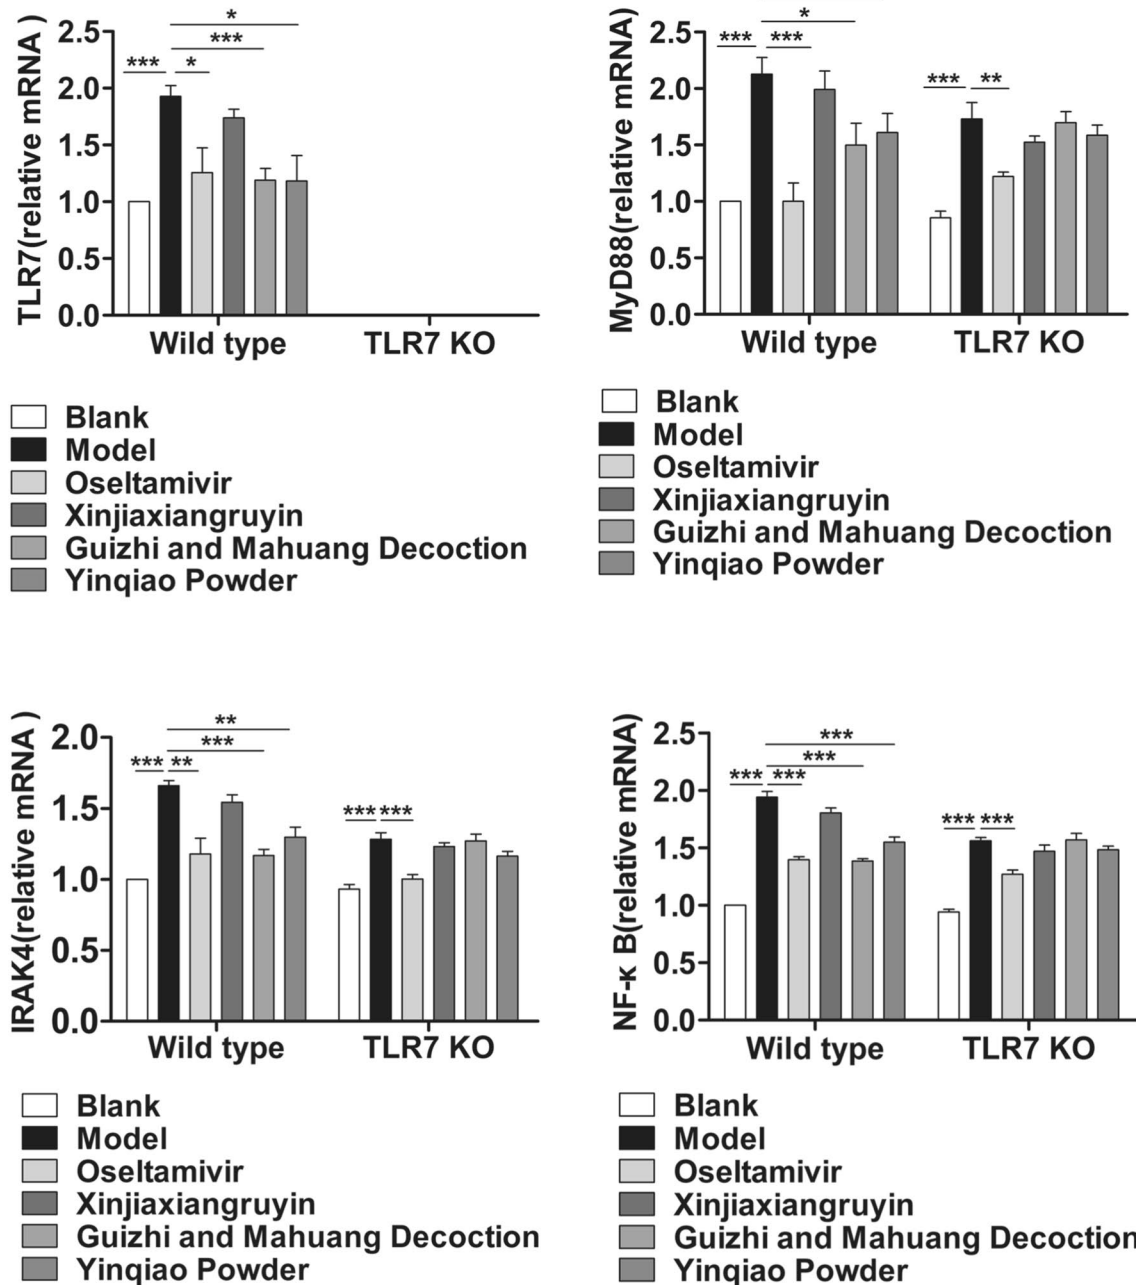 TLR7(relative mRNA )
2.5
2.0
1.5
1.0
0.5
0.0
*
***
*** *
Wild type TLR7 KO
Blank
Model
Oseltamivir
Xinjiaxiangruyin
Guizhi and Mahuang Decoction
Yinqiao Powder
MyD88(relative mRNA)
2.5
2.0
1.5
1.0
0.5
0.0
*
*** ***
*** **
Wild type TLR7 KO
Blank
Model
Oseltamivir
Xinjiaxiangruyin
Guizhi and Mahuang Decoction
Yinqiao Powder
IRAK4(relative mRNA )
2.0
1.5
1.0
0.5
0.0
**
***
*** **
*** ***
Wild type TLR7 KO
Blank
Model
Oseltamivir
Xinjiaxiangruyin
Guizhi and Mahuang Decoction
Yinqiao Powder
NF-κ B(relative mRNA)
2.5
2.0
1.5
1.0
0.5
0.0
***
***
*** ***
*** ***
Wild type TLR7 KO
Blank
Model
Oseltamivir
Xinjiaxiangruyin
Guizhi and Mahuang Decoction
Yinqiao Powder